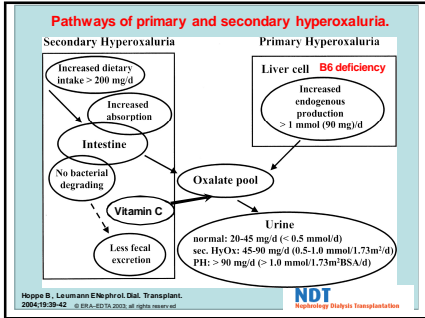 Pathways of primary and secondary hyperoxaluria.
Secondary Hyperoxaluria
Increased dietary
intake > 200 mg/d
Increased
absorption
Intestine
No bacterial
degrading
Vitamin C
Less fecal
excretion
Primary Hyperoxaluria
Liver cell B6 deficiency
Increased
endogenous
production
> 1 mmol (90 mg)/d
Oxalate pool
Urine
normal: 20-45 mg/d (< 0.5 mmol/d)
sec. HyOx: 45-90 mg/d (0.5-1.0 mmol/1.73m²/d)
PH: > 90 mg/d (> 1.0 mmol/1.73m²BSA/d)
Hoppe B , Leumann E Nephrol. Dial. Transplant.
2004;19:39-42 © ERA-EDTA 2003; all rights reserved
NDT
Nephrology Dialysis Transplantation